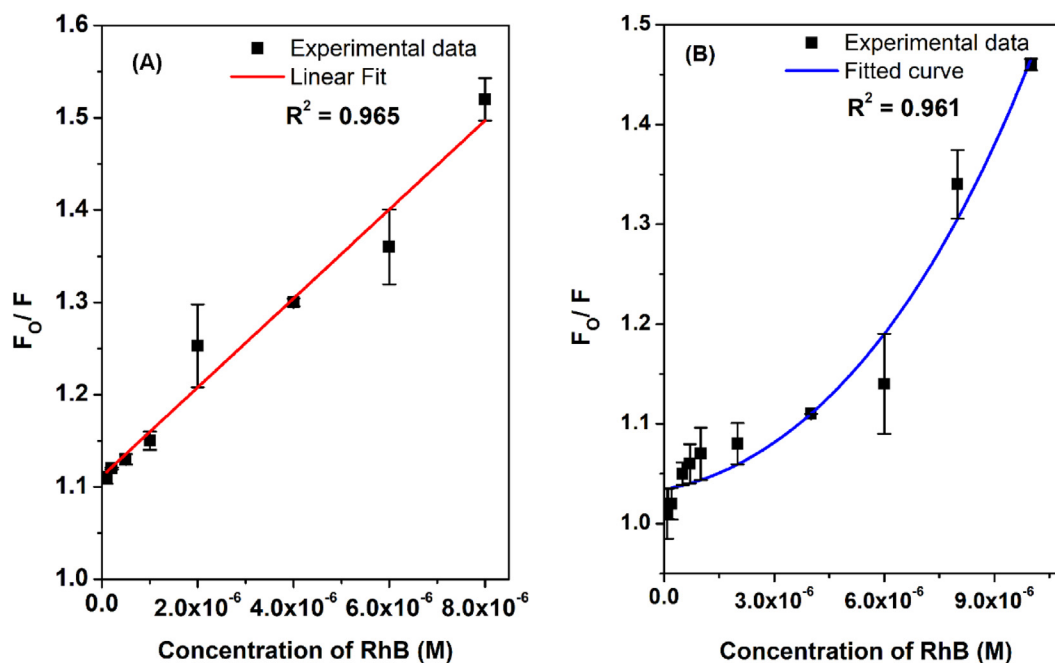 (A)
Experimental data
Linear Fit
R² = 0.965
F_O/ F
1.6
1.5
1.4
1.3
1.2
1.1
1.0
0.0 2.0x10⁻⁶ 4.0x10⁻⁶ 6.0x10⁻⁶ 8.0x10⁻⁶
Concentration of RhB (M)
(B)
Experimental data
Fitted curve
R² = 0.961
F_O/ F
1.5
1.4
1.3
1.2
1.1
1.0
0.0 3.0x10⁻⁶ 6.0x10⁻⁶ 9.0x10⁻⁶
Concentration of RhB (M)